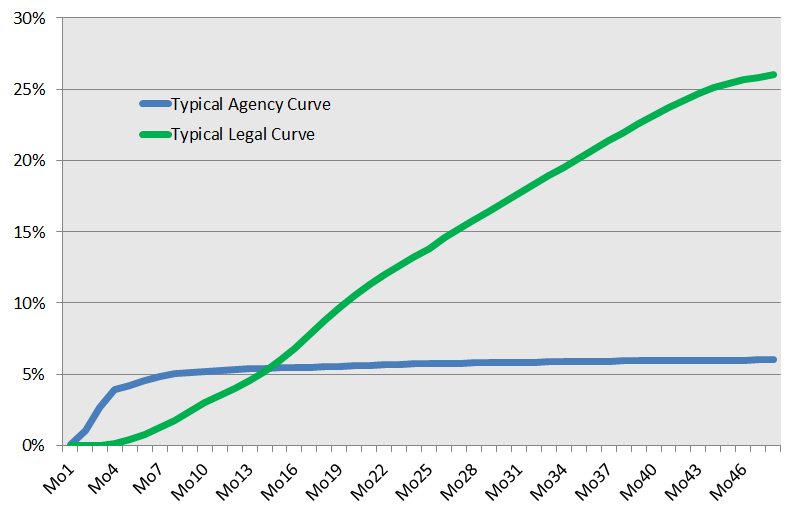 30%
25%
20%
15%
10%
5%
0%
Typical Agency Curve
Typical Legal Curve
Mo1
Mo4
Mo7
Mo10
Mo13
Mo16
Mo19
Mo22
Mo25
Mo28
Mo31
Mo34
Mo37
Mo40
Mo43
Mo46